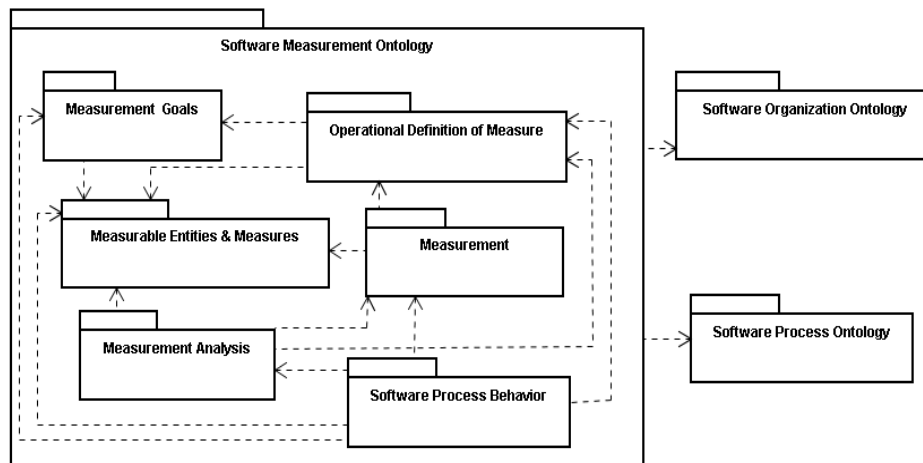 Software Measurement Ontology
Measurement Goals
Operational Definition of Measure
Software Organization Ontology
Measurable Entities & Measures
Measurement
Measurement Analysis
Software Process Ontology
Software Process Behavior